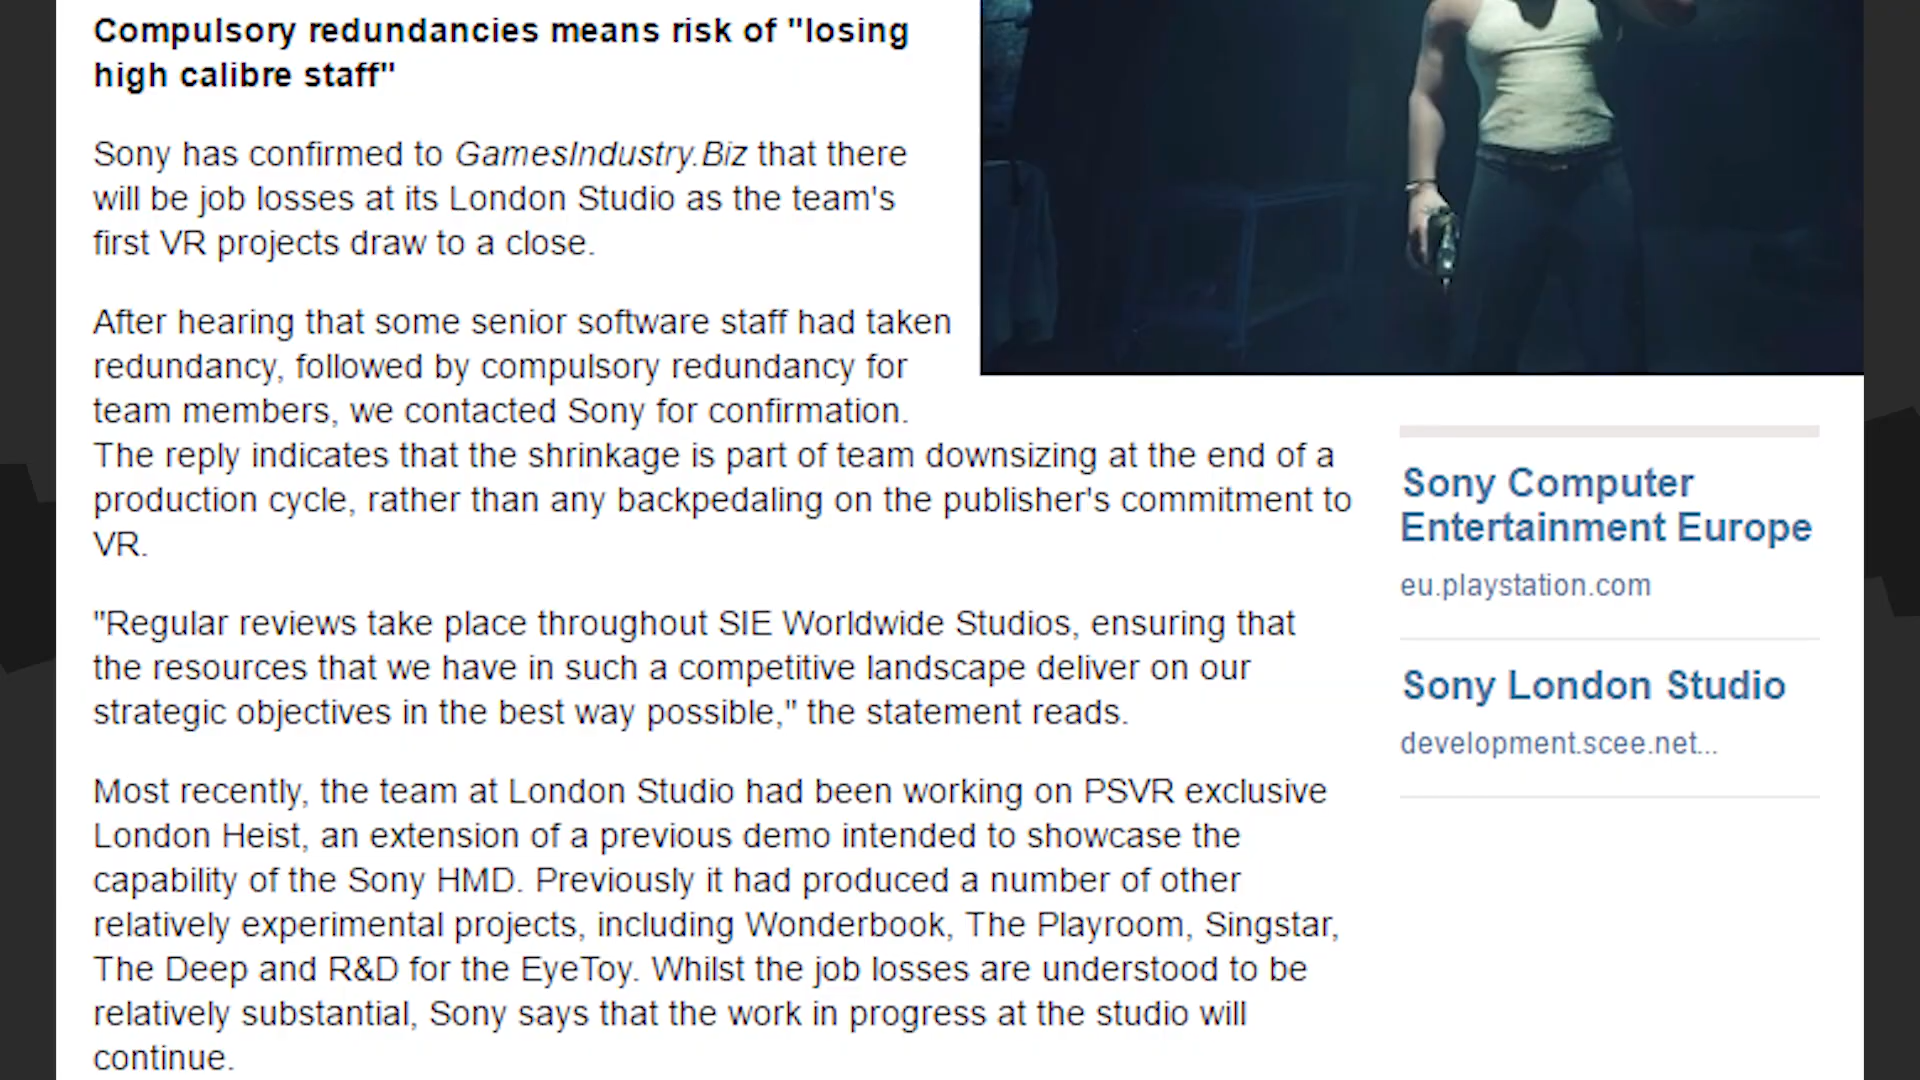 Compulsory redundancies means risk of "losing
high calibre staff"
Sony has confirmed to GamesIndustry.Biz that there
will be job losses at its London Studio as the team's
first VR projects draw to a close.
After hearing that some senior software staff had taken
redundancy, followed by compulsory redundancy for
team members, we contacted Sony for confirmation.
The reply indicates that the shrinkage is part of team downsizing at the end of a
production cycle, rather than any backpedaling on the publisher's commitment to
VR.
"Regular reviews take place throughout SIE Worldwide Studios, ensuring that
the resources that we have in such a competitive landscape deliver on our
strategic objectives in the best way possible," the statement reads.
Most recently, the team at London Studio had been working on PSVR exclusive
London Heist, an extension of a previous demo intended to showcase the
capability of the Sony HMD. Previously it had produced a number of other
relatively experimental projects, including Wonderbook, The Playroom, Singstar,
The Deep and R&D for the EyeToy. Whilst the job losses are understood to be
relatively substantial, Sony says that the work in progress at the studio will
continue.
Sony Computer
Entertainment Europe
eu.playstation.com
Sony London Studio
development.scee.net...